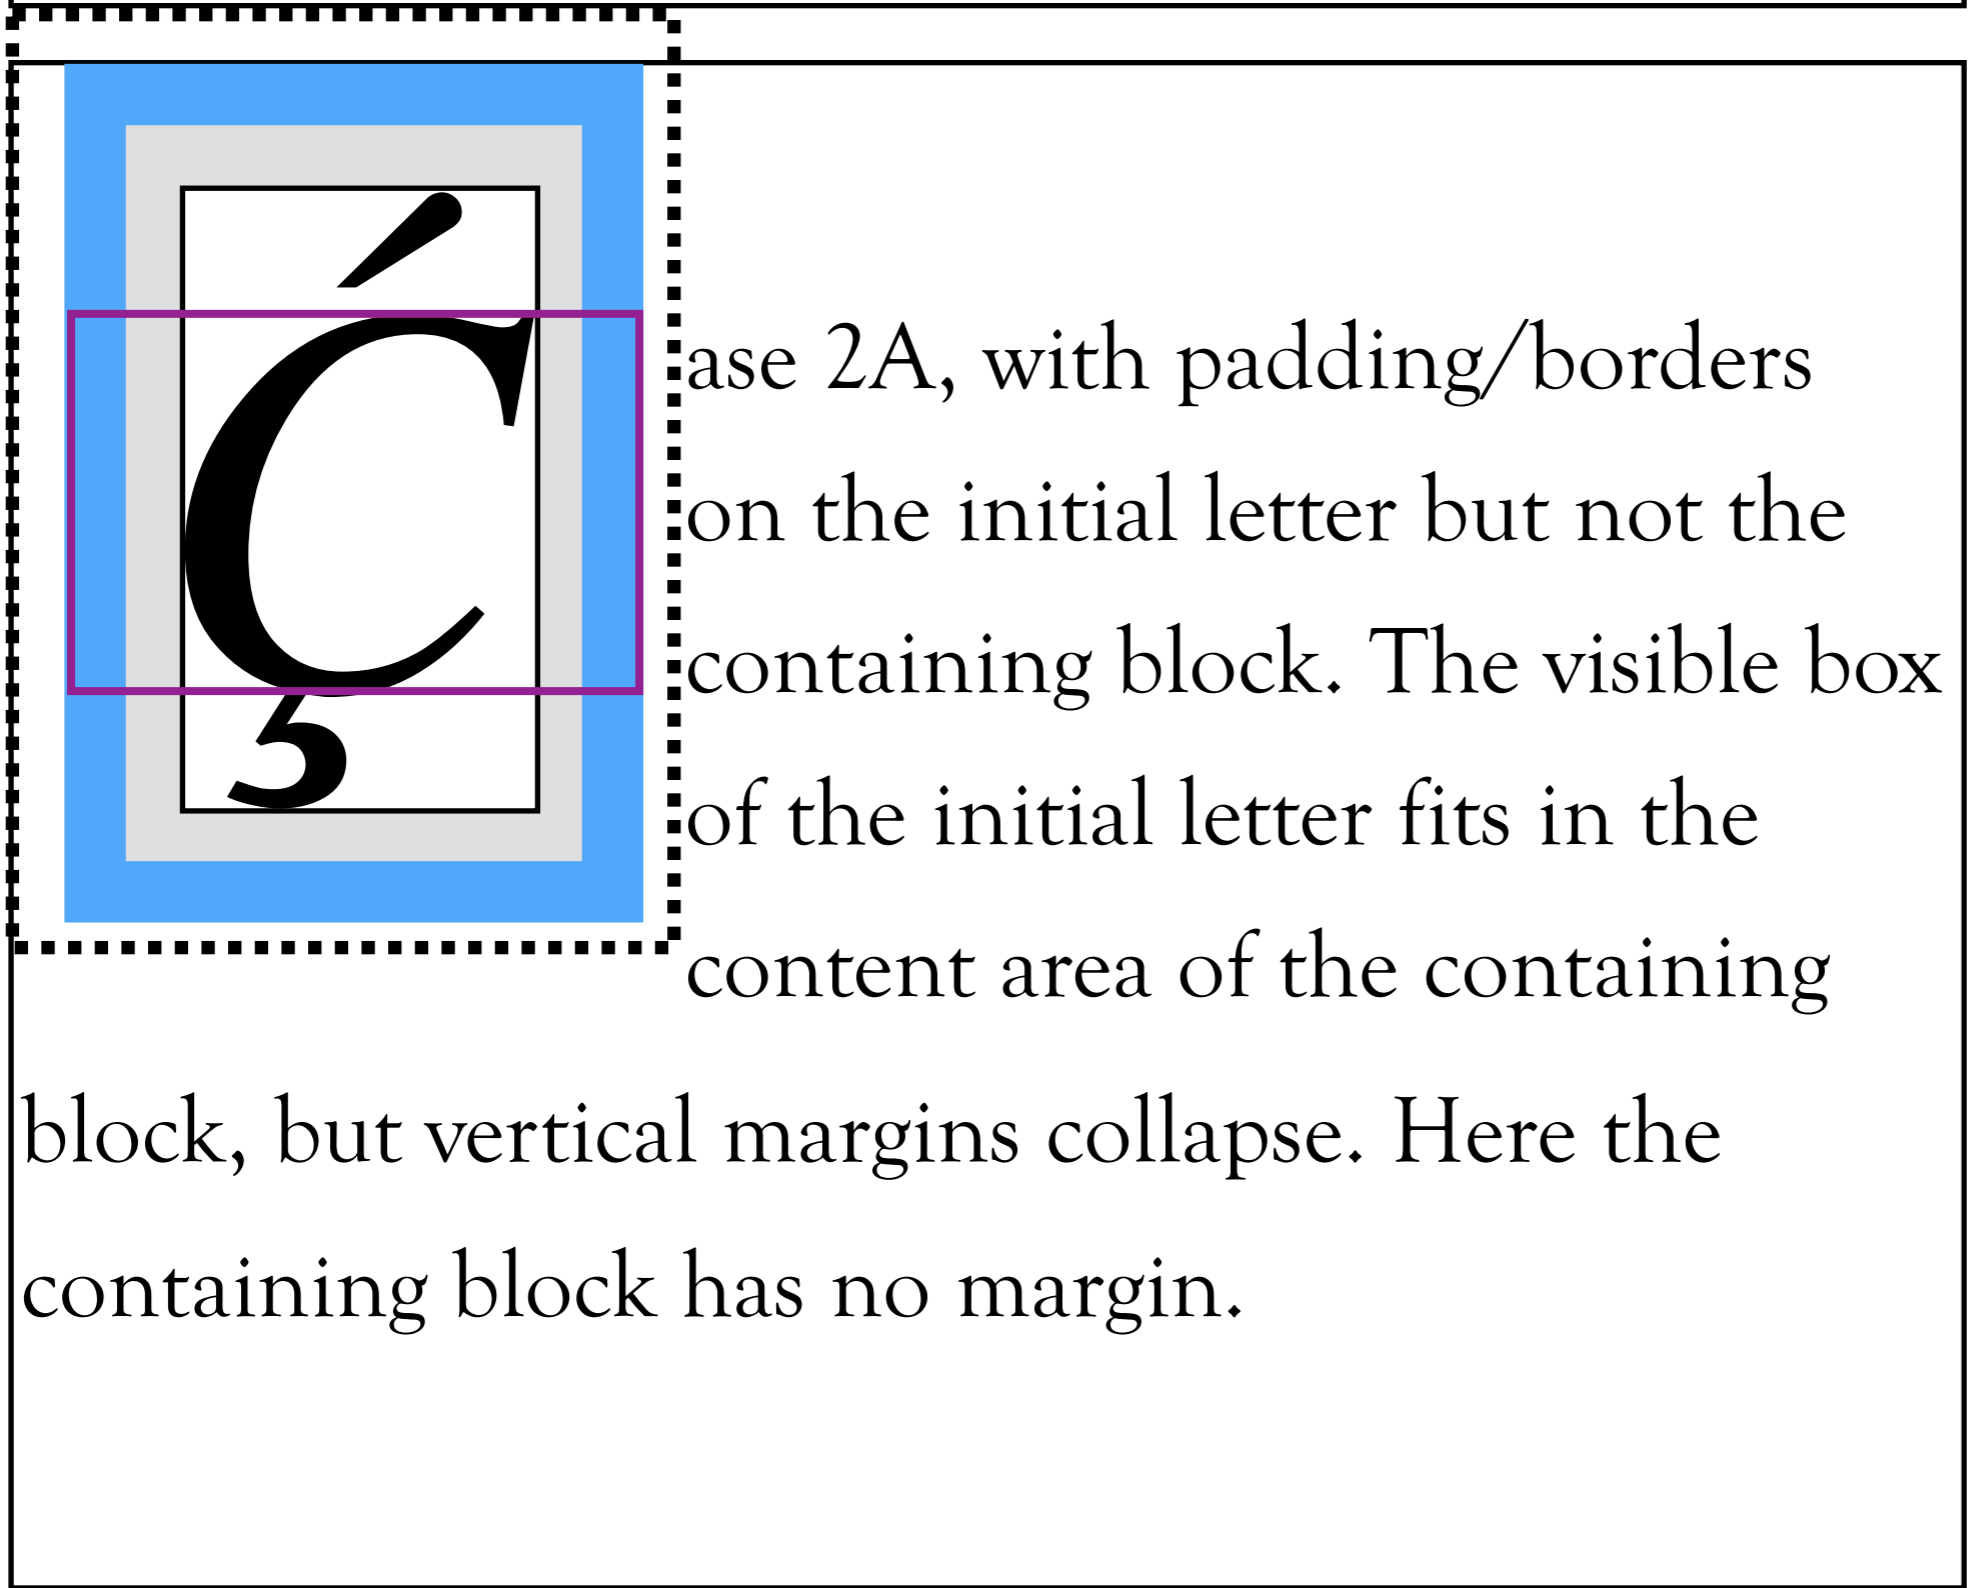 Ḉase 2A, with padding/borders
on the initial letter but not the
containing block. The visible box
of the initial letter fits in the
content area of the containing
block, but vertical margins collapse. Here the
containing block has no margin.